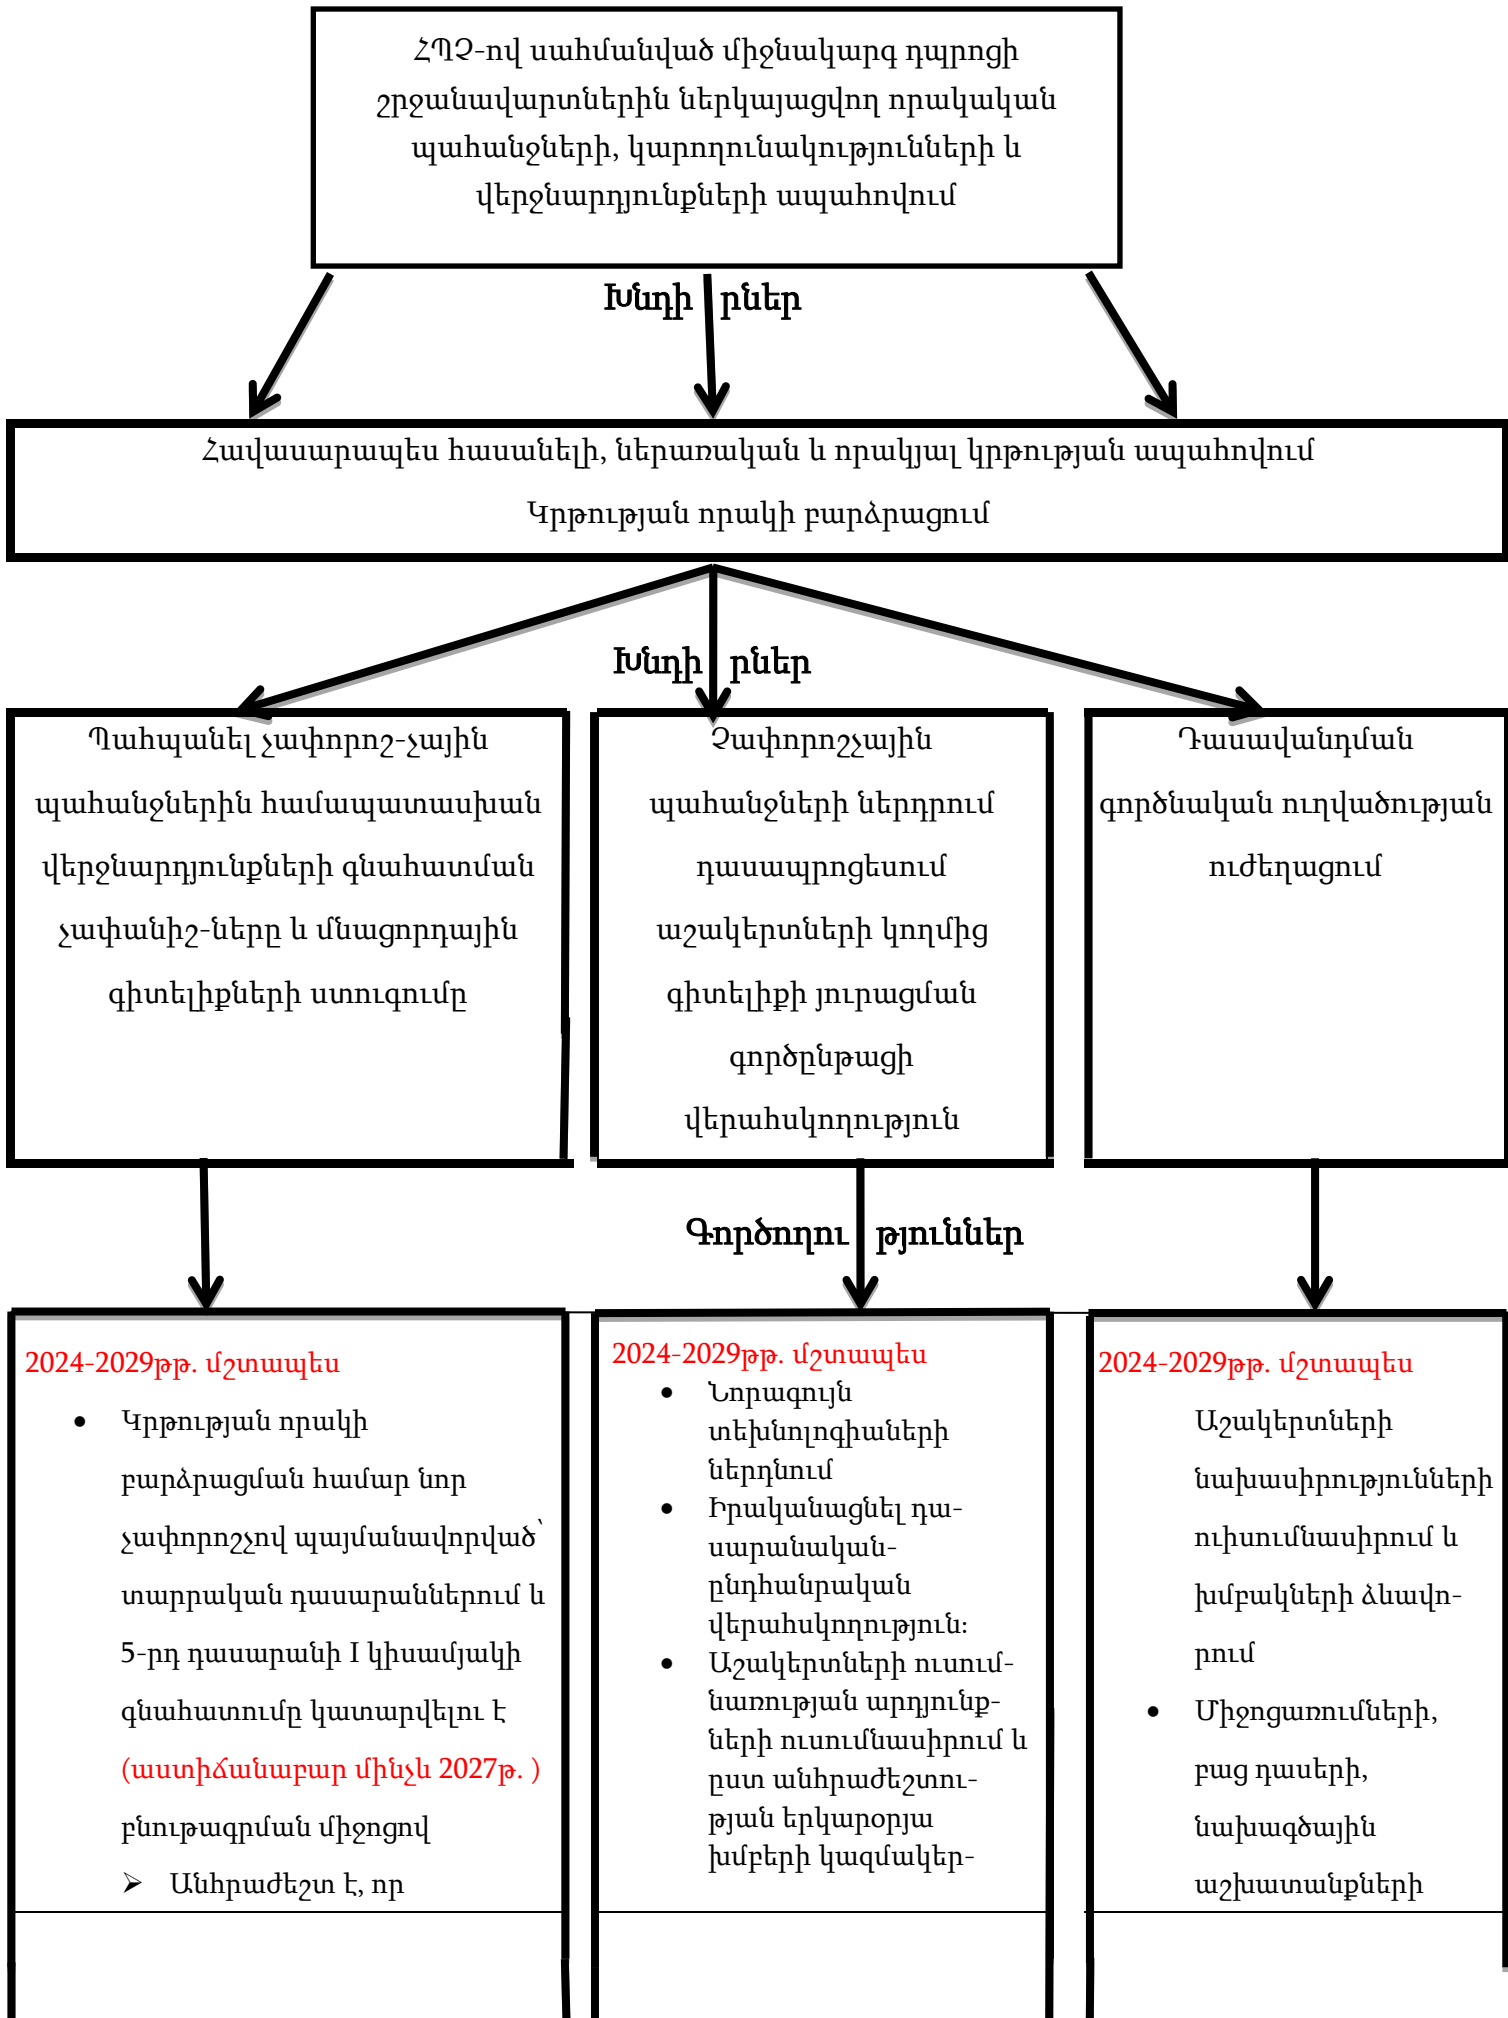 ՀՊՉ-ով սահմանված միջնակարգ դպրոցի
շրջանավարտներին ներկայացվող որակական
պահանջների, կարողունակությունների և
վերջնարդյունքների ապահովում
Խնդի րներ
Հավասարապես հասանելի, ներառական և որակյալ կրթության ապահովում
Կրթության որակի բարձրացում
Խնդի րներ
Պահպանել չափորոշ-չային
պահանջներին համապատասխան
վերջնարդյունքների գնահատման
չափանիշ-ները և մնացորդային
գիտելիքների ստուգումը
Չափորոշչային
պահանջների ներդրում
դասապրոցեսում
աշակերտների կողմից
գիտելիքի յուրացման
գործընթացի
վերահսկողություն
Դասավանդման
գործնական ուղվածության
ուժեղացում
Գործողու թյուններ
2024-2029թթ. մշտապես
• Կրթության որակի
բարձրացման համար նոր
չափորոշչով պայմանավորված՝
տարրական դասարաններում և
5-րդ դասարանի I կիսամյակի
գնահատումը կատարվելու է
(աստիճանաբար մինչև 2027թ. )
բնութագրման միջոցով
➢ Անհրաժեշտ է, որ
2024-2029թթ. մշտապես
• Նորագույն
տեխնոլոգիաների
ներդնում
• Իրականացնել դա-
սարանական-
ընդհանրական
վերահսկողություն։
• Աշակերտների ուսում-
նառության արդյունք-
ների ուսումնասիրում և
ըստ անհրաժեշտու-
թյան երկարօրյա
խմբերի կազմակեր-
2024-2029թթ. մշտապես
Աշակերտների
նախասիրությունների
ուիսումնասիրում և
խմբակների ձևավո-
րում
• Միջոցառումների,
բաց դասերի,
նախագծային
աշխատանքների